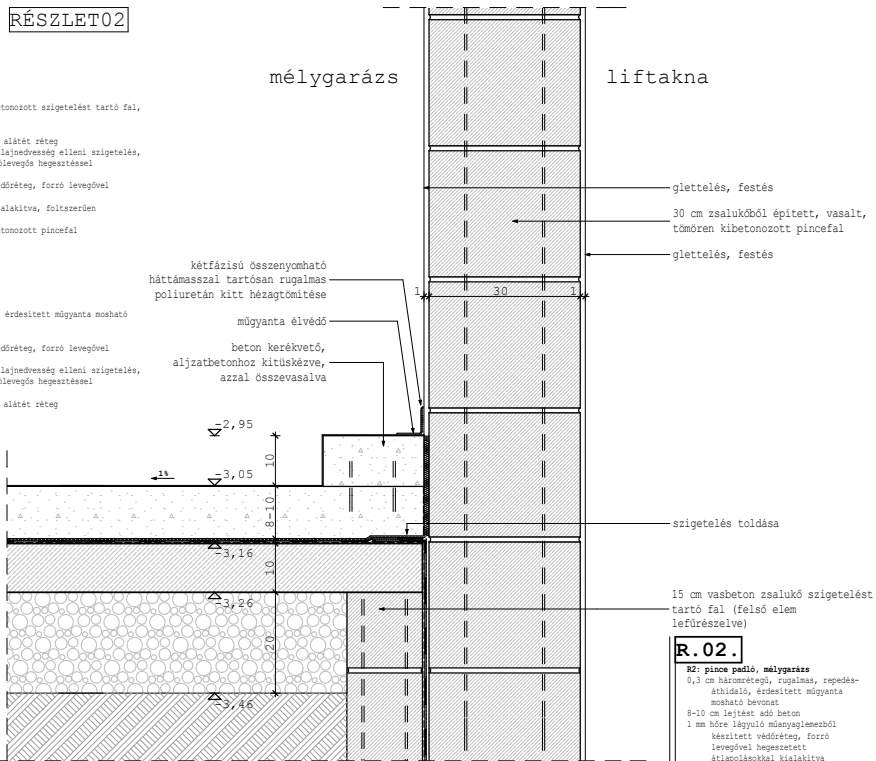 RÉSZLET02
mélygarázs
liftakna
tonozott szigetelést tartó fal,
alátét réteg
lajnedvesség elleni szigetelés,
ólevegős hegesztéssel
dőréteg, forró levegővel
alakítva, foltszerűen
tonozott pincefal
érdesített műgyanta mosható
dőréteg, forró levegővel
lajnedvesség elleni szigetelés,
ólevegős hegesztéssel
alátét réteg
kétfázisú összenyomható
háttámasszal tartósan rugalmas
poliuretán kitt hézagtömítése
műgyanta élvédő
beton kerékvető,
aljzatbetonhoz kitüskézve,
azzal összevasalva
glettelés, festés
30 cm zsalukőből épített, vasalt,
tömören kibetonozott pincefal
glettelés, festés
1 30 1
-2,95
10
1%
-3,05
8-10
-3,16
10
-3,26
20
-3,46
szigetelés toldása
15 cm vasbeton zsalukő szigetelést
tartó fal (felső elem
lefűrészelve)
R.02.
R2: pince padló, mélygarázs
0,3 cm háromrétegű, rugalmas, repedés-
áthidaló, érdesített műgyanta
mosható bevonat
8-10 cm lejtést adó beton
1 mm hőre lágyuló műanyaglemezből
készített védőréteg, forró
levegővel hegesztett
átlapolásokkal kialakítva